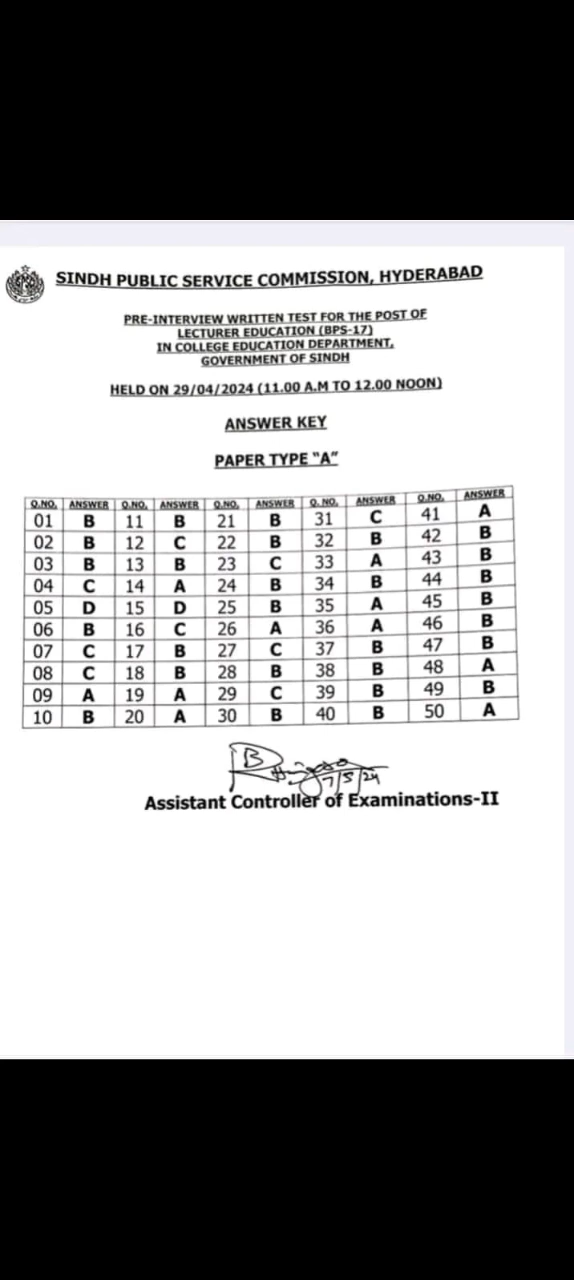 SINDH PUBLIC SERVICE COMMISSION, HYDERABAD
PRE-INTERVIEW WRITTEN TEST FOR THE POST OF
LECTURER EDUCATION (BPS-17)
IN COLLEGE EDUCATION DEPARTMENT,
GOVERNMENT OF SINDH
HELD ON 29/04/2024 (11.00 A.M TO 12.00 NOON)
ANSWER KEY
PAPER TYPE "A"
Q.NO. ANSWER Q.NO. ANSWER Q.NO. ANSWER Q. NO. ANSWER Q.NO. ANSWER
01 B 11 B 21 B 31 C 41 A
02 B 12 C 22 B 32 B 42 B
03 B 13 B 23 C 33 A 43 B
04 C 14 A 24 B 34 B 44 B
05 D 15 D 25 B 35 A 45 B
06 B 16 C 26 A 36 A 46 B
07 C 17 B 27 C 37 B 47 B
08 C 18 B 28 B 38 B 48 A
09 A 19 A 29 C 39 B 49 B
10 B 20 A 30 B 40 B 50 A
7/5/24
Assistant Controller of Examinations-II